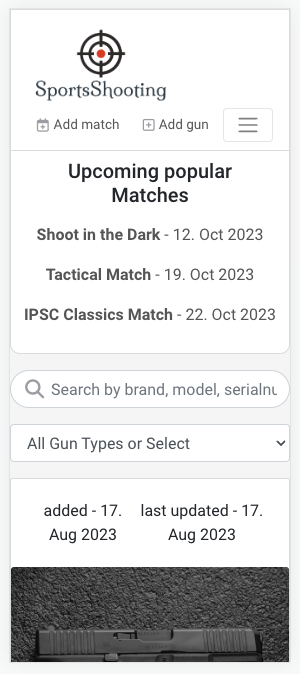 SportsShooting
Add match Add gun
Upcoming popular
Matches
Shoot in the Dark - 12. Oct 2023
Tactical Match - 19. Oct 2023
IPSC Classics Match - 22. Oct 2023
Search by brand, model, serialnu
All Gun Types or Select
added - 17. last updated - 17.
Aug 2023 Aug 2023